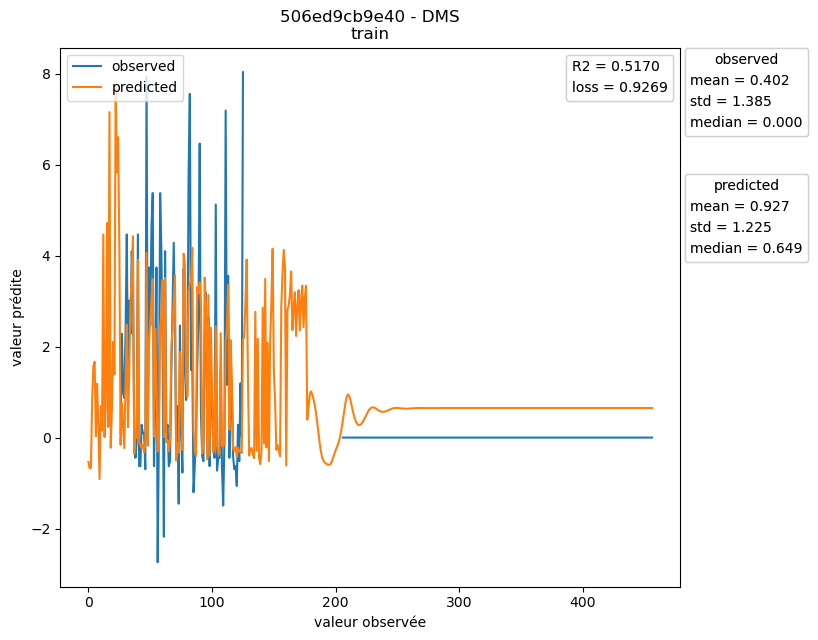 506ed9cb9e40 - DMS
train
observed
predicted
R2 = 0.5170
loss = 0.9269
observed
mean = 0.402
std = 1.385
median = 0.000
predicted
mean = 0.927
std = 1.225
median = 0.649
valeur prédite
8
6
4
2
0
−2
0
100
200
300
400
valeur observée